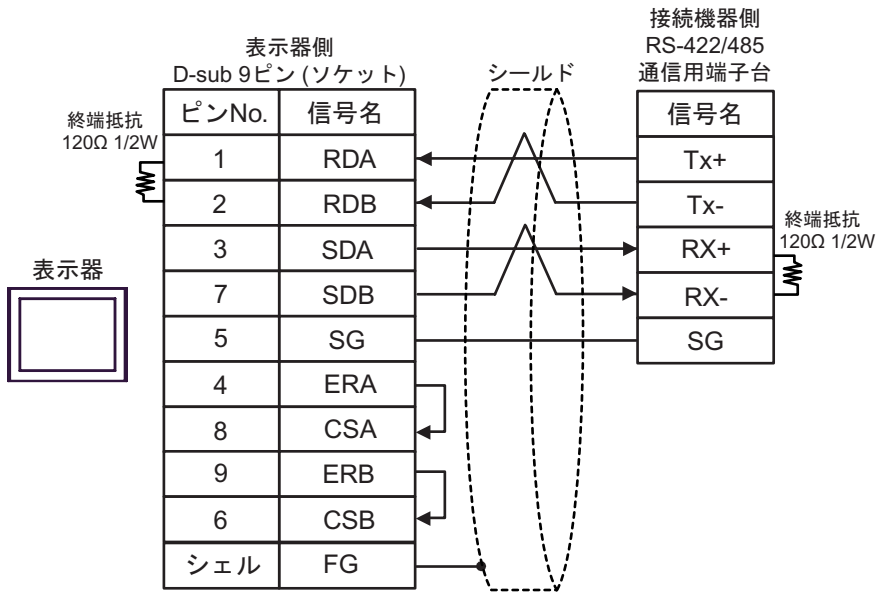 表示器側
D-sub 9ピン (ソケット)
シールド
接続機器側
RS-422/485
通信用端子台
終端抵抗
120Ω 1/2W
ピンNo. 信号名
1 RDA
2 RDB
3 SDA
7 SDB
5 SG
4 ERA
8 CSA
9 ERB
6 CSB
シェル FG
信号名
Tx+
Tx-
RX+
RX-
SG
終端抵抗
120Ω 1/2W
表示器